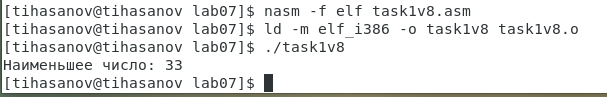 [tihasanov@tihasanov lab07]$ nasm -f elf task1v8.asm
[tihasanov@tihasanov lab07]$ ld -m elf_i386 -o task1v8 task1v8.o
[tihasanov@tihasanov lab07]$ ./task1v8
Наименьшее число: 33
[tihasanov@tihasanov lab07]$